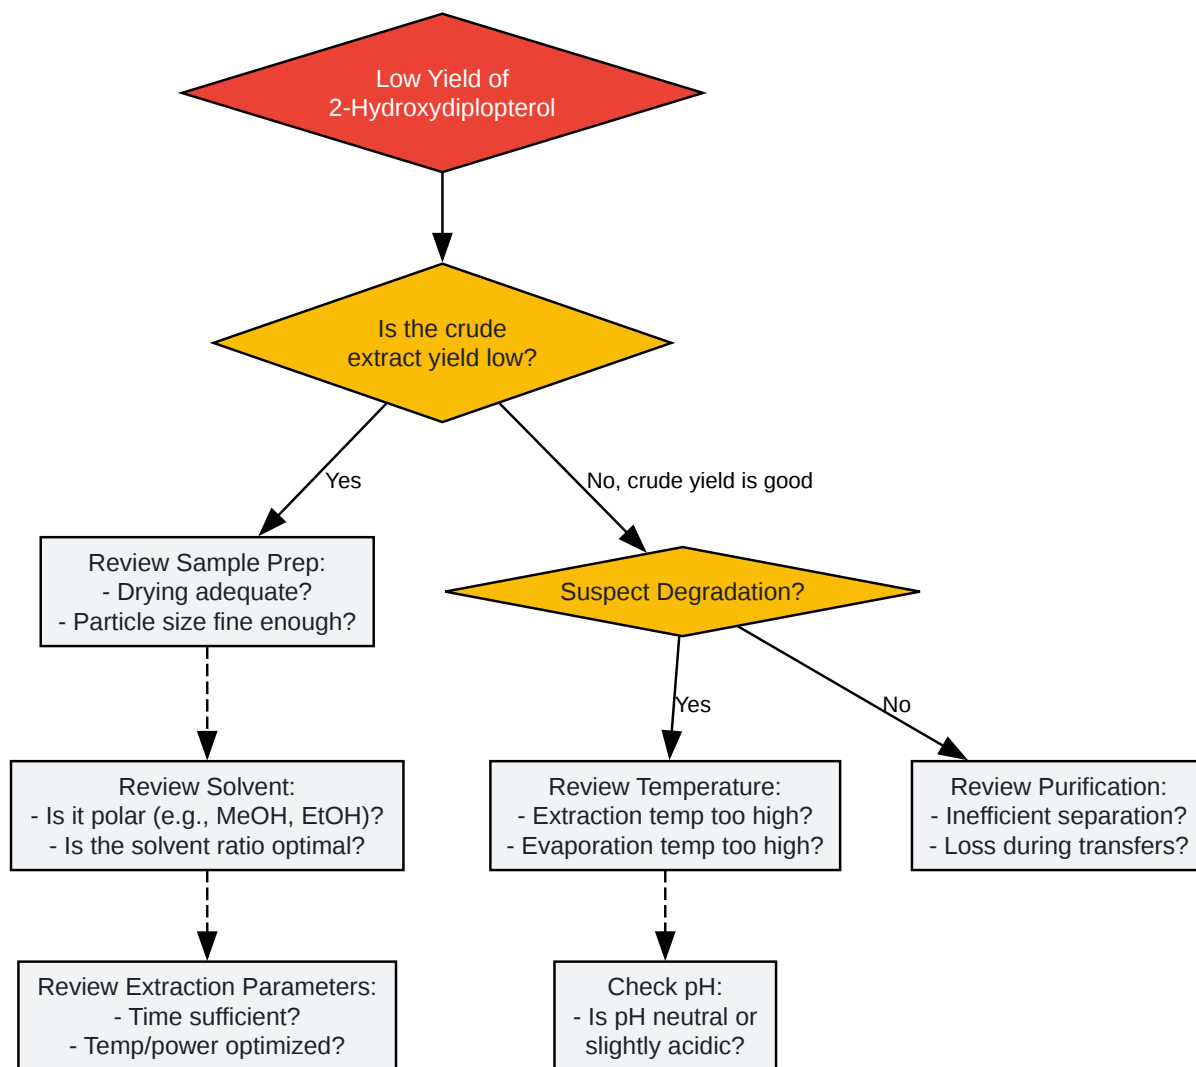 Low Yield of
2-Hydroxydiplopterol
Is the crude
extract yield low?
Yes
No, crude yield is good
Review Sample Prep:
- Drying adequate?
- Particle size fine enough?
Suspect Degradation?
Yes
No
Review Solvent:
- Is it polar (e.g., MeOH, EtOH)?
- Is the solvent ratio optimal?
Review Temperature:
- Extraction temp too high?
- Evaporation temp too high?
Review Purification:
- Inefficient separation?
- Loss during transfers?
Review Extraction Parameters:
- Time sufficient?
- Temp/power optimized?
Check pH:
- Is pH neutral or
slightly acidic?